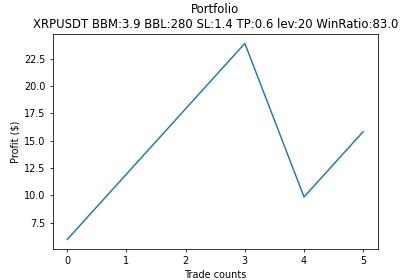 Portfolio
XRPUSDT BBM:3.9 BBL:280 SL:1.4 TP:0.6 lev:20 WinRatio:83.0
22.5
20.0
17.5
15.0
12.5
10.0
7.5
Profit ($)
0 1 2 3 4 5
Trade counts